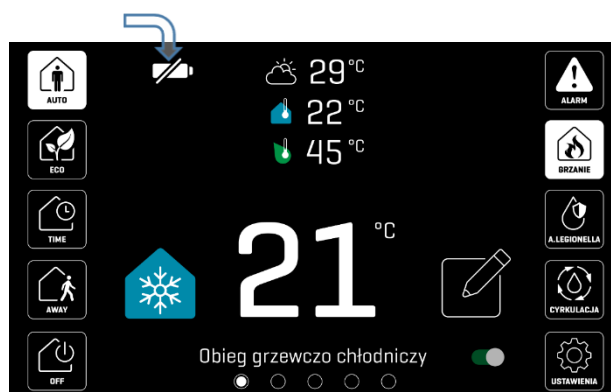 29°C
AUTO
ALARM
22°C
45°C
ECO
GRZANIE
TIME
21°C
A.LEGIONELLA
AWAY
CYRKULACJA
Obieg grzewczo chłodniczy
OFF
USTAWIENIA